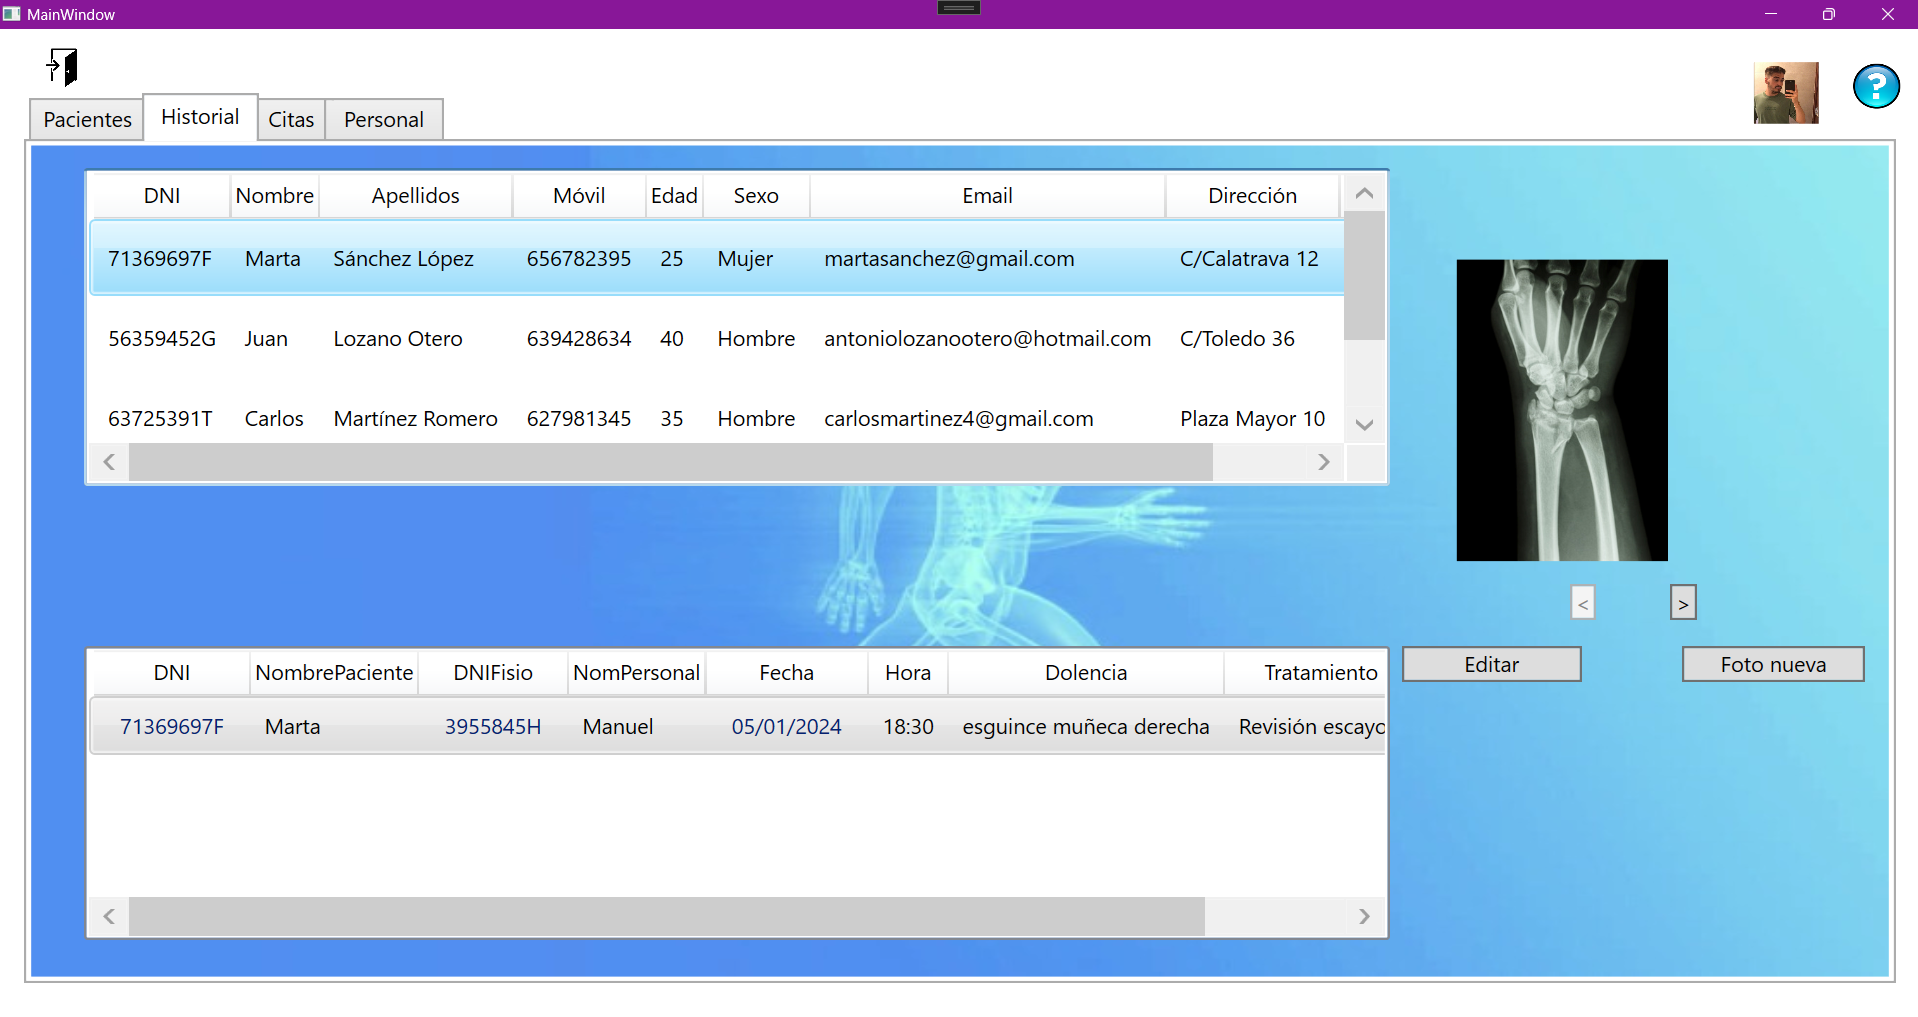 MainWindow
Pacientes Historial Citas Personal
?
DNI Nombre Apellidos Móvil Edad Sexo Email Dirección
71369697F Marta Sánchez López 656782395 25 Mujer martasanchez@gmail.com C/Calatrava 12
56359452G Juan Lozano Otero 639428634 40 Hombre antoniolozanootero@hotmail.com C/Toledo 36
63725391T Carlos Martínez Romero 627981345 35 Hombre carlosmartinez4@gmail.com Plaza Mayor 10
< >
Editar Foto nueva
DNI NombrePaciente DNIFisio NomPersonal Fecha Hora Dolencia Tratamiento
71369697F Marta 3955845H Manuel 05/01/2024 18:30 esguince muñeca derecha Revisión escayo